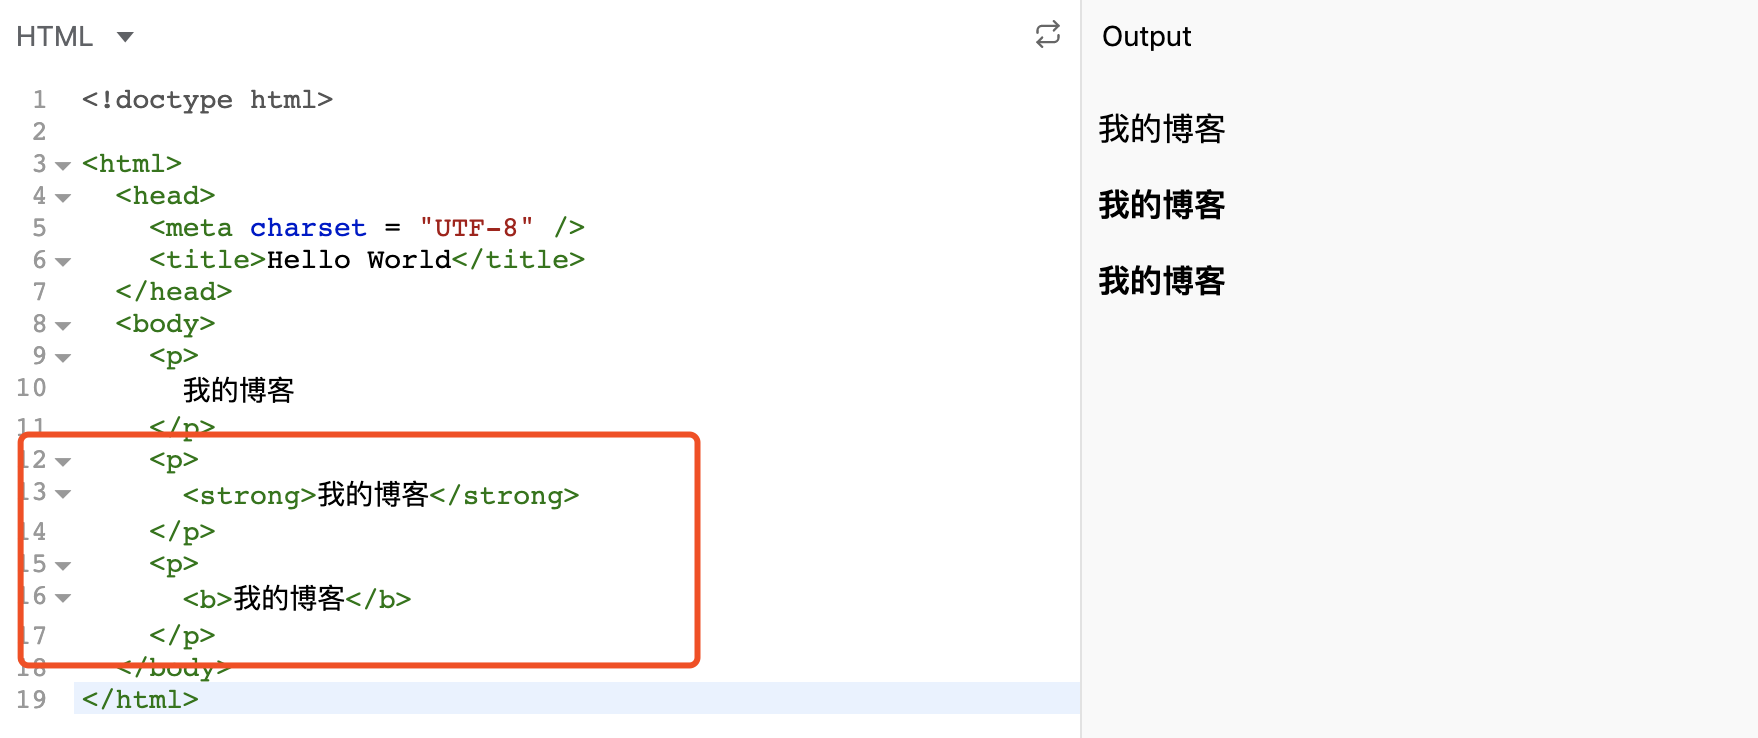 HTML
Output
1 <!doctype html>
2
3 <html>
4 <head>
5 <meta charset = "UTF-8" />
6 <title>Hello World</title>
7 </head>
8 <body>
9 <p>
10 我的博客
11 </p>
12 <p>
13 <strong>我的博客</strong>
14 </p>
15 <p>
16 <b>我的博客</b>
17 </p>
18 </body>
19 </html>
我的博客
我的博客
我的博客